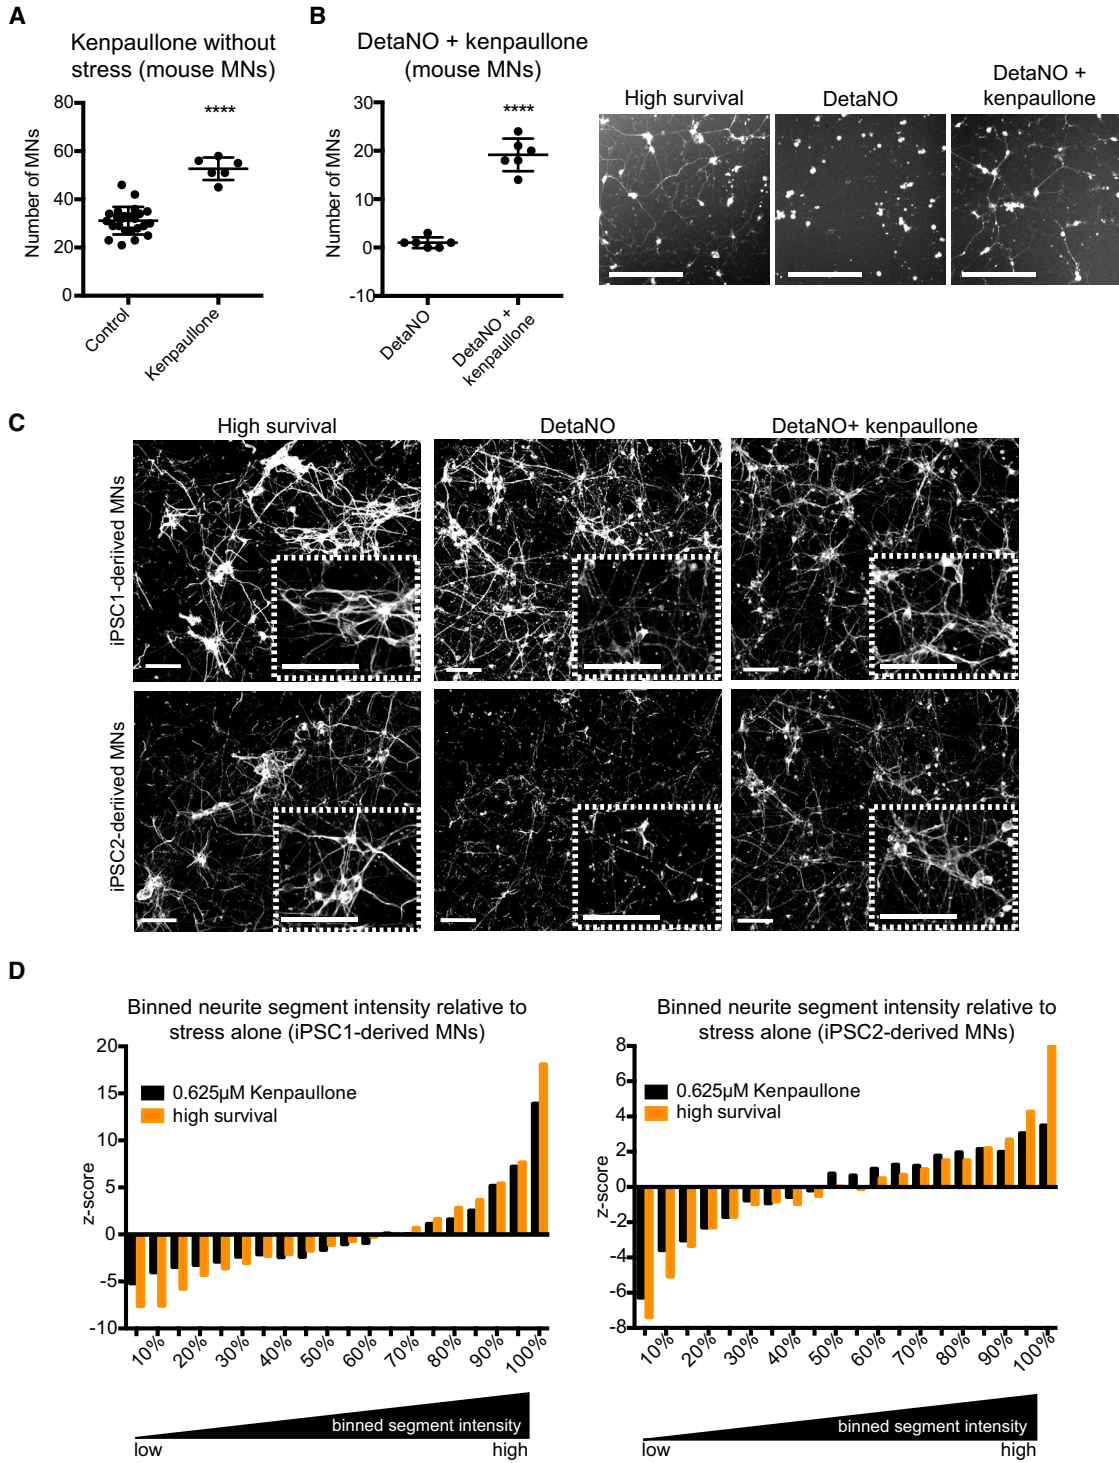 A
Kenpaullone without
stress (mouse MNs)
Number of MNs
80
60
40
20
0
****
Control
Kenpaullone
B
DetaNO + kenpaullone
(mouse MNs)
Number of MNs
30
20
10
0
-10
****
DetaNO
DetaNO +
kenpaullone
High survival
DetaNO
DetaNO +
kenpaullone
C
High survival
DetaNO
DetaNO+ kenpaullone
iPSC1-derived MNs
iPSC2-deriived MNs
D
Binned neurite segment intensity relative to
stress alone (iPSC1-derived MNs)
z-score
20
15
10
5
0
-5
-10
0.625µM Kenpaullone
high survival
10%
20%
30%
40%
50%
60%
70%
80%
90%
100%
binned segment intensity
low
high
Binned neurite segment intensity relative to
stress alone (iPSC2-derived MNs)
z-score
8
6
4
2
0
-2
-4
-6
-8
0.625µM Kenpaullone
high survival
10%
20%
30%
40%
50%
60%
70%
80%
90%
100%
binned segment intensity
low
high